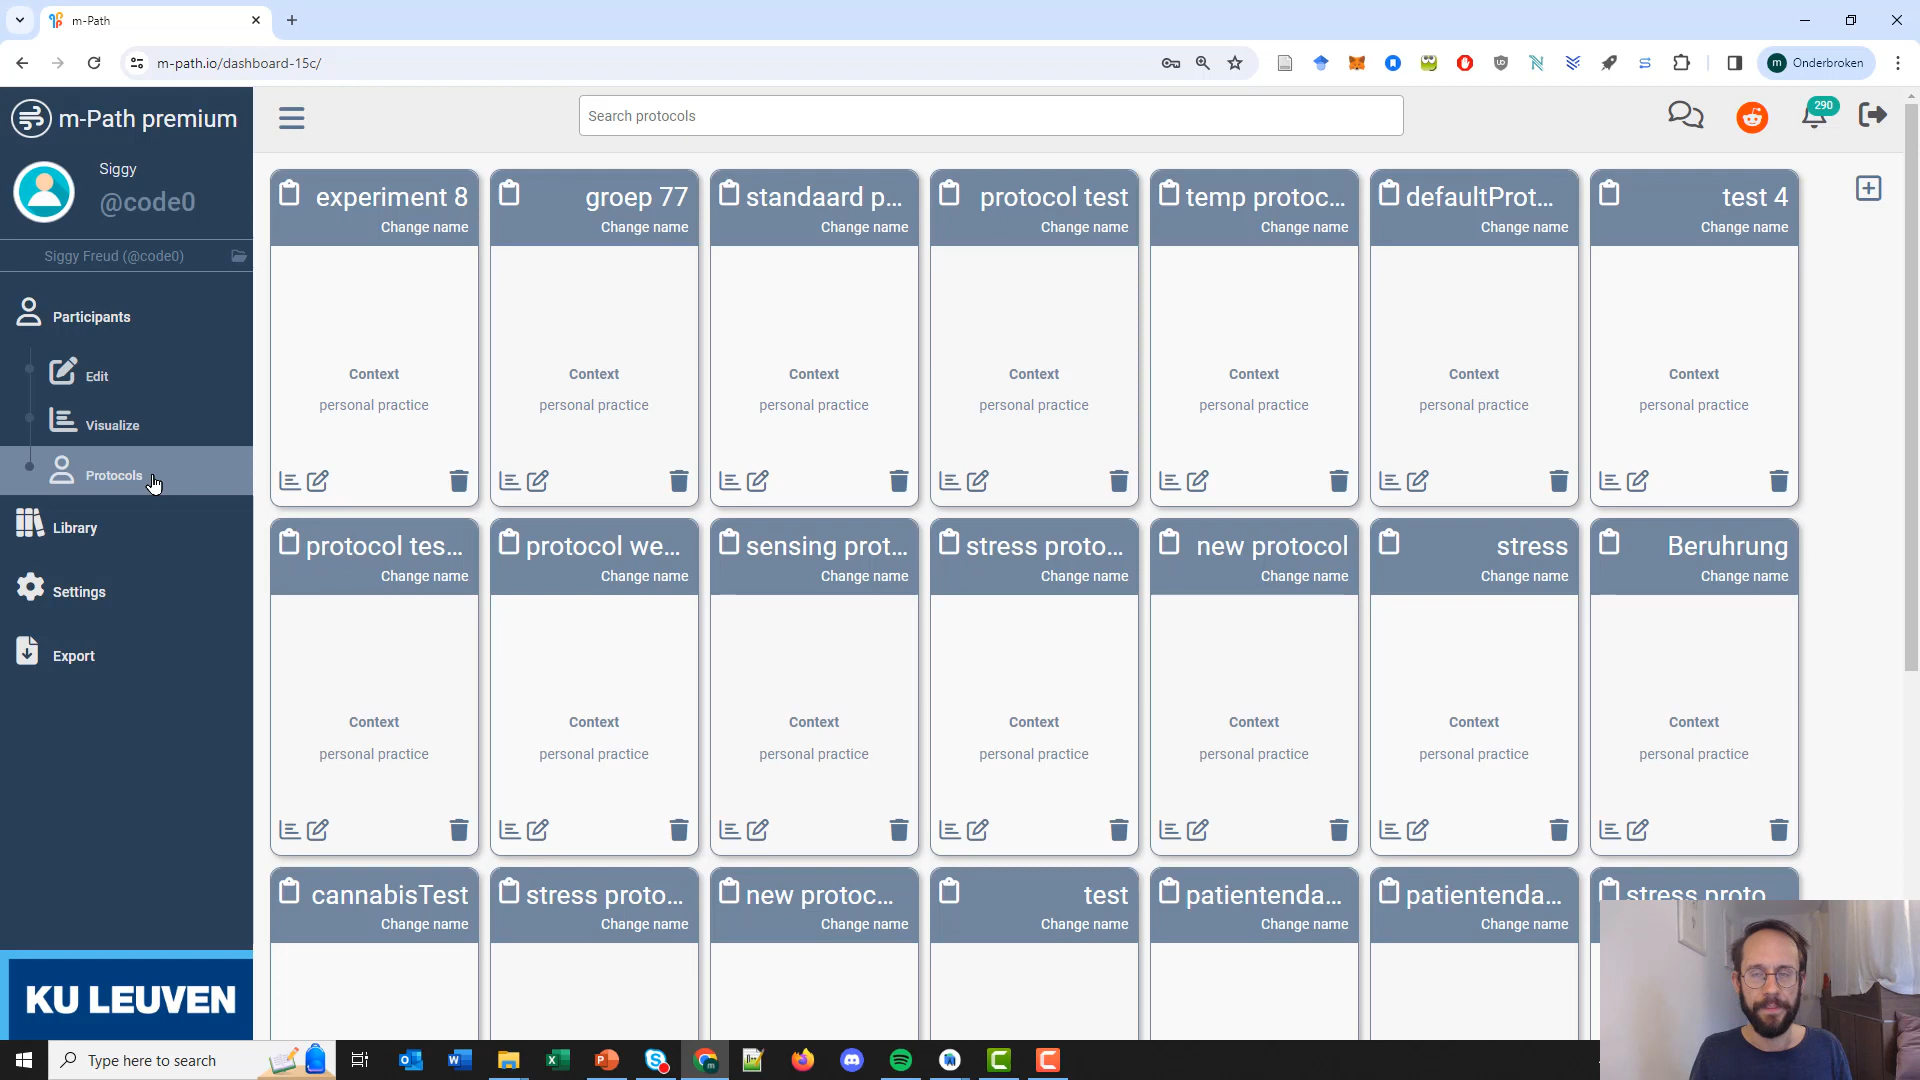 m-Path
m-path.io/dashboard-15c/
Onderbroken
m
m-Path premium
Search protocols
290
Siggy
@code0
Siggy Freud (@code0)
Participants
Edit
Visualize
Protocols
Library
Settings
Export
KU LEUVEN
experiment 8
Change name
Context
personal practice
groep 77
Change name
Context
personal practice
standaard p...
Change name
Context
personal practice
protocol test
Change name
Context
personal practice
temp protoc...
Change name
Context
personal practice
defaultProt...
Change name
Context
personal practice
test 4
Change name
Context
personal practice
protocol tes...
Change name
Context
personal practice
protocol we...
Change name
Context
personal practice
sensing prot...
Change name
Context
personal practice
stress proto...
Change name
Context
personal practice
new protocol
Change name
Context
personal practice
stress
Change name
Context
personal practice
Beruhrung
Change name
Context
personal practice
cannabisTest
Change name
stress proto...
Change name
new protoc...
Change name
test
Change name
patientenda...
Change name
patientenda...
Change name
stress proto
Type here to search